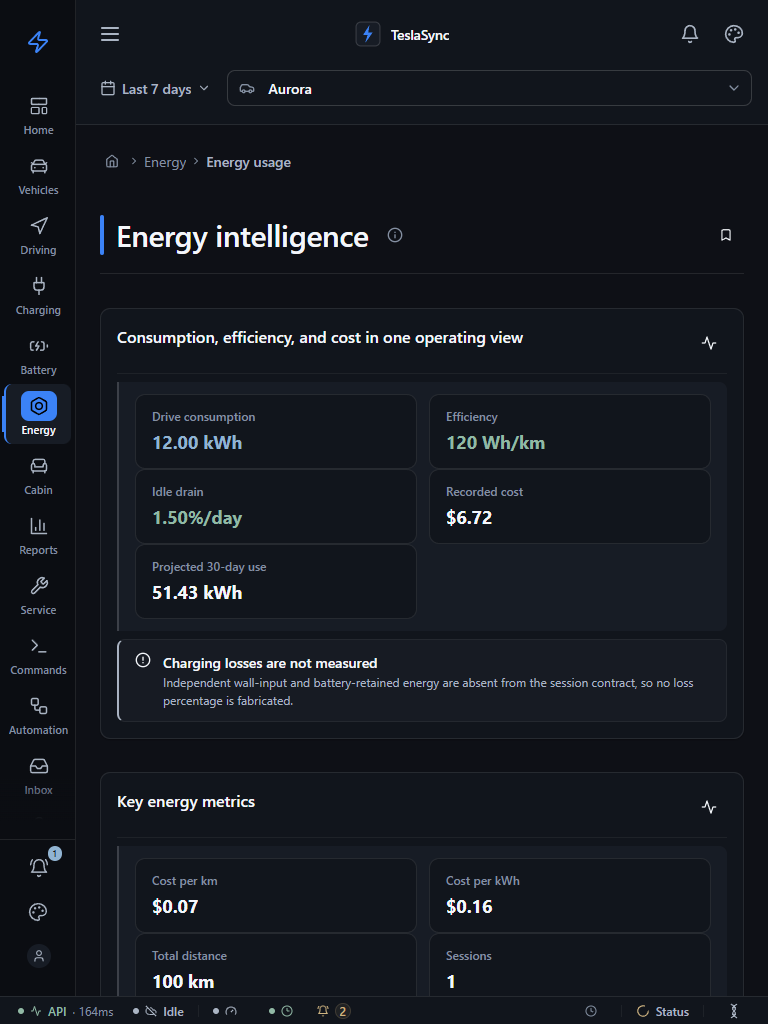 TeslaSync
Last 7 days
Aurora
Home
Vehicles
Driving
Charging
Battery
Energy
Cabin
Reports
Service
Commands
Automation
Inbox
1
Energy
Energy usage
Energy intelligence
Consumption, efficiency, and cost in one operating view
Drive consumption
12.00 kWh
Efficiency
120 Wh/km
Idle drain
1.50%/day
Recorded cost
$6.72
Projected 30-day use
51.43 kWh
Charging losses are not measured
Independent wall-input and battery-retained energy are absent from the session contract, so no loss
percentage is fabricated.
Key energy metrics
Cost per km
$0.07
Cost per kWh
$0.16
Total distance
100 km
Sessions
1
API · 164ms
Idle
2
Status